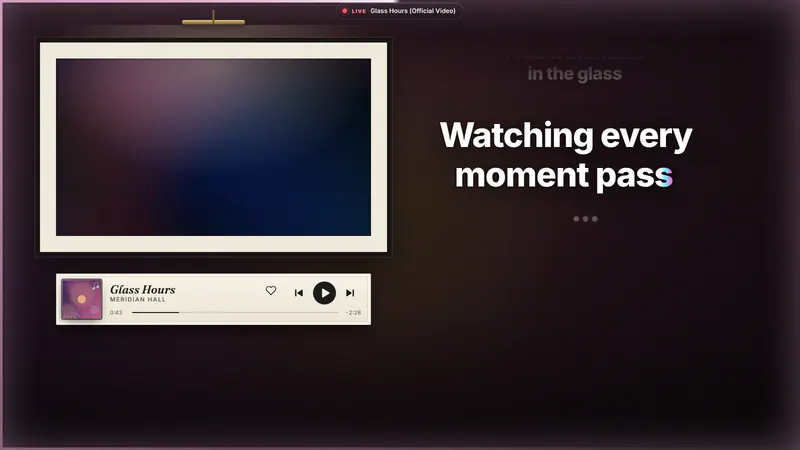 LIVE Glass Hours (Official Video)
in the glass
Watching every
moment pass
Glass Hours
MERIDIAN HALL
0:43
-2:28